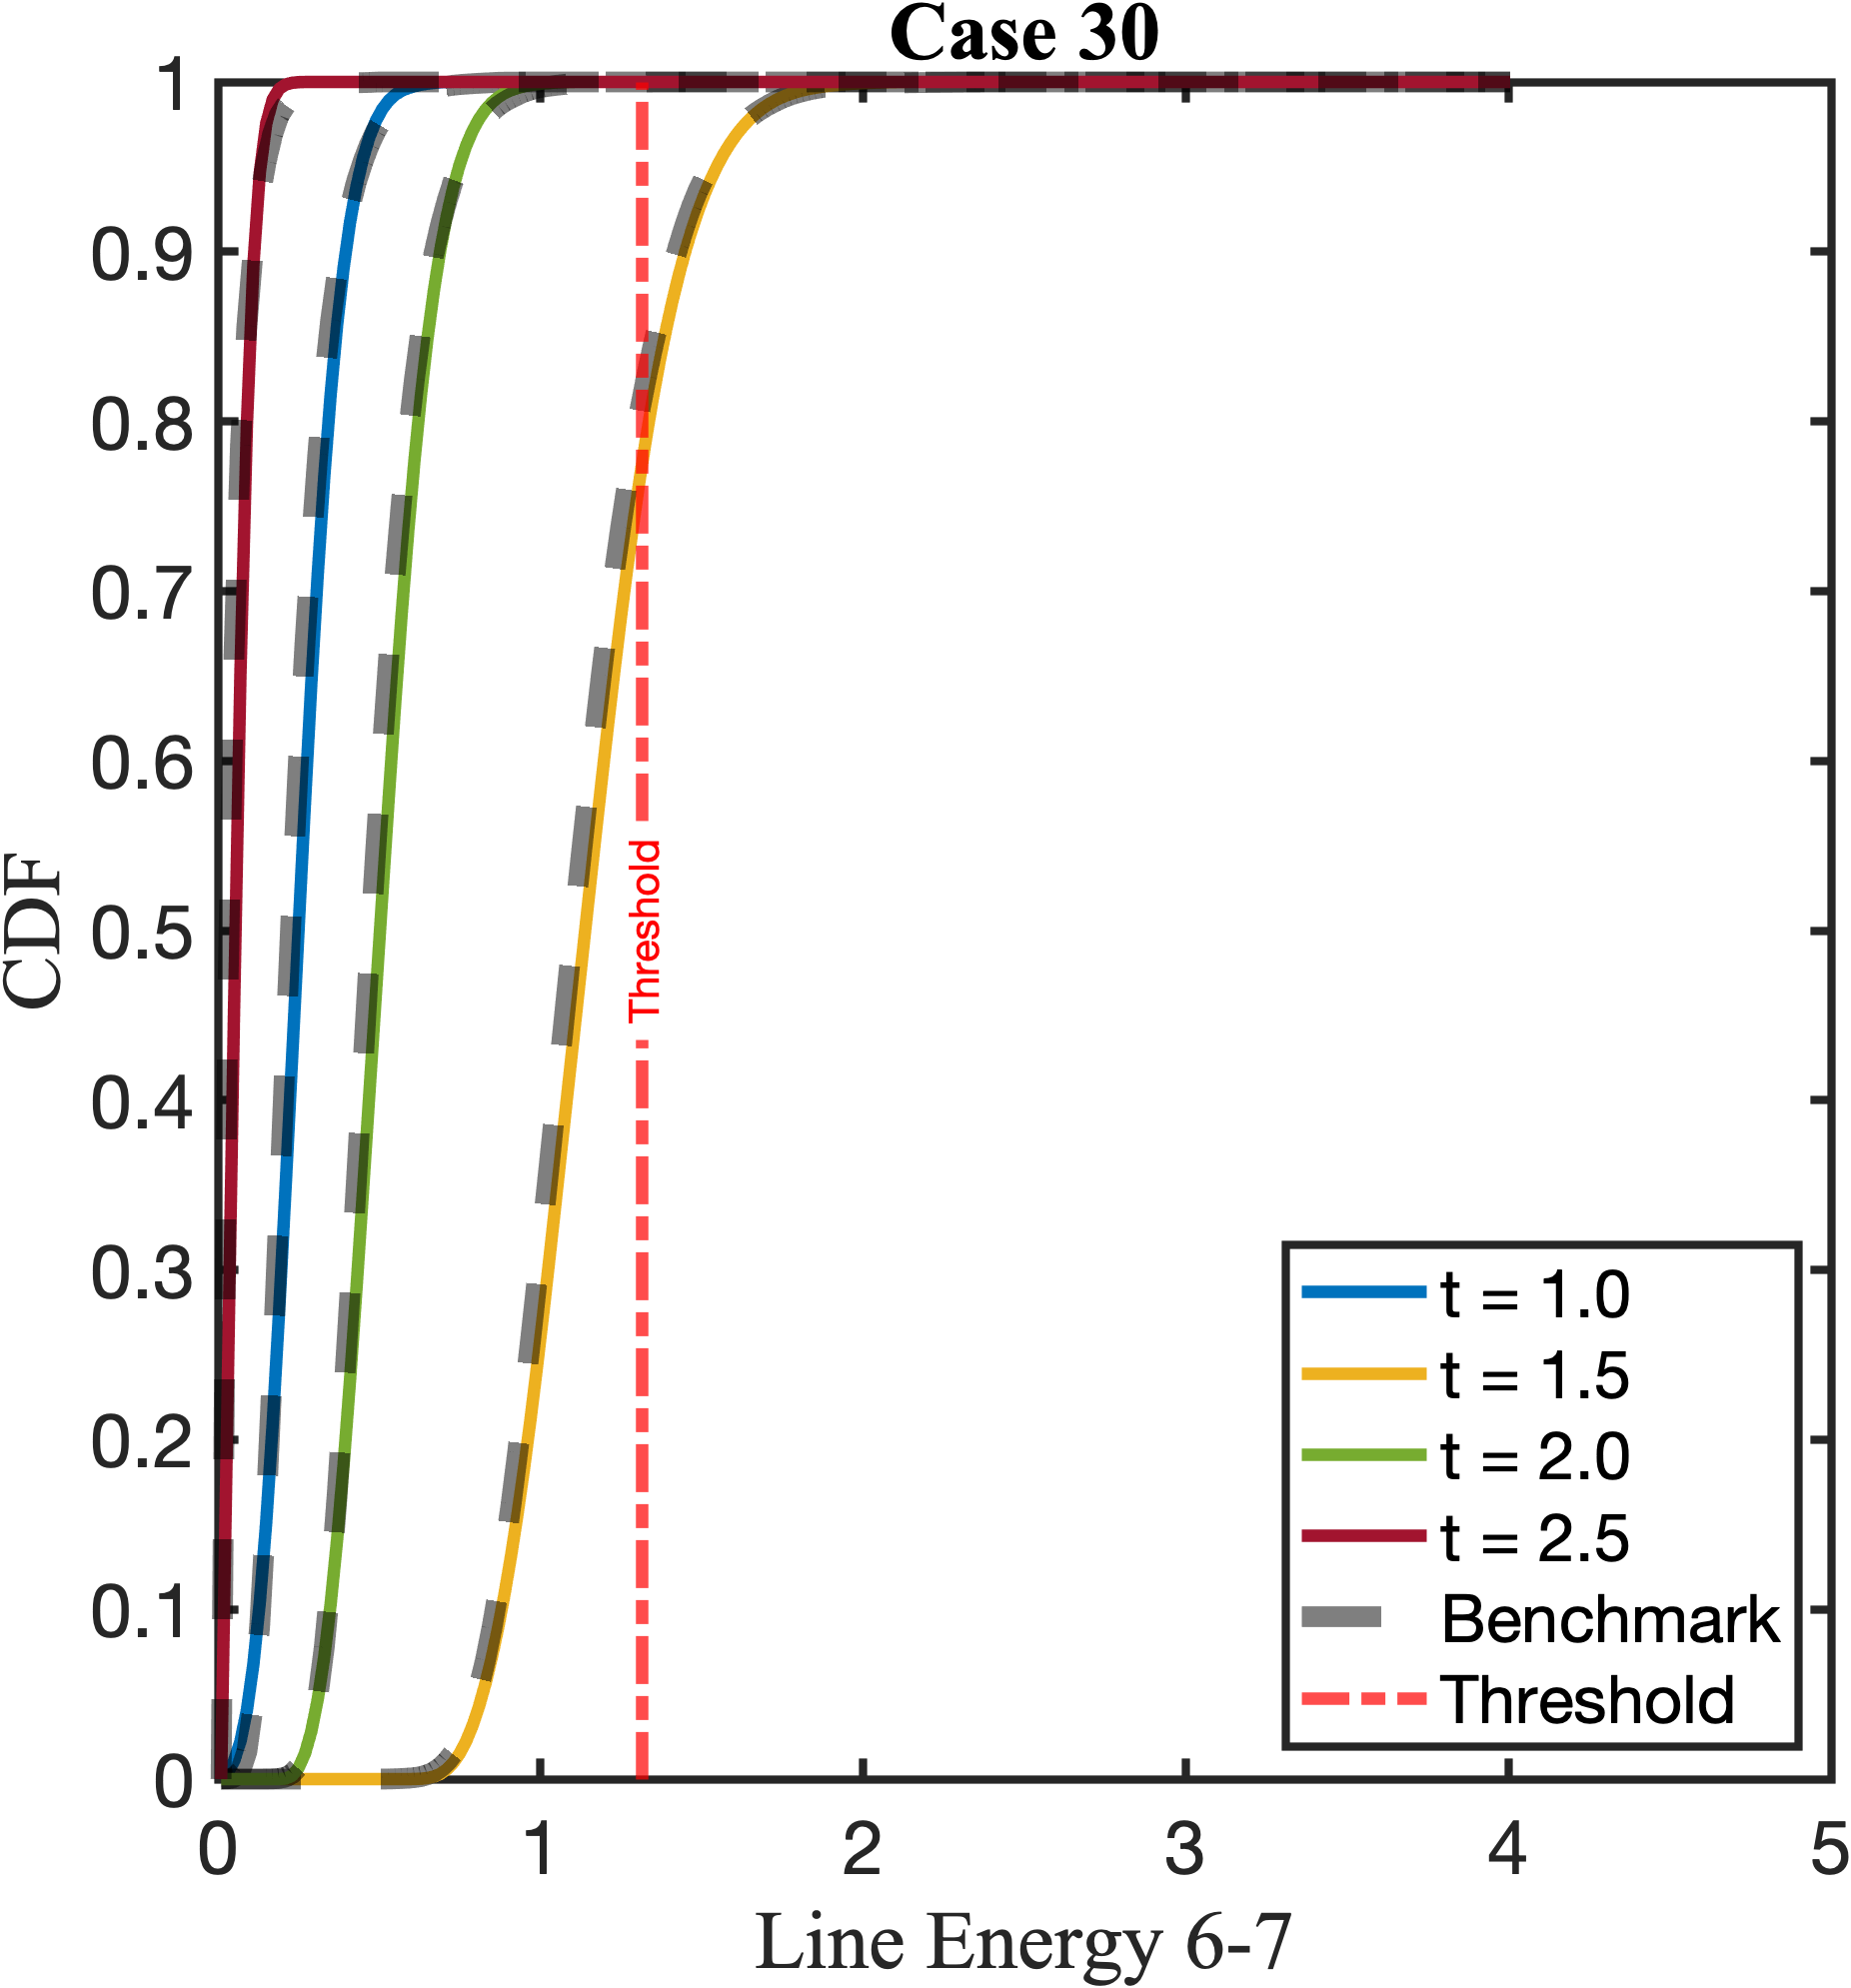 Case 30
1
0.9
0.8
0.7
0.6
0.5
0.4
0.3
0.2
0.1
0
CDF
Threshold
t = 1.0
t = 1.5
t = 2.0
t = 2.5
Benchmark
Threshold
0 1 2 3 4 5
Line Energy 6-7